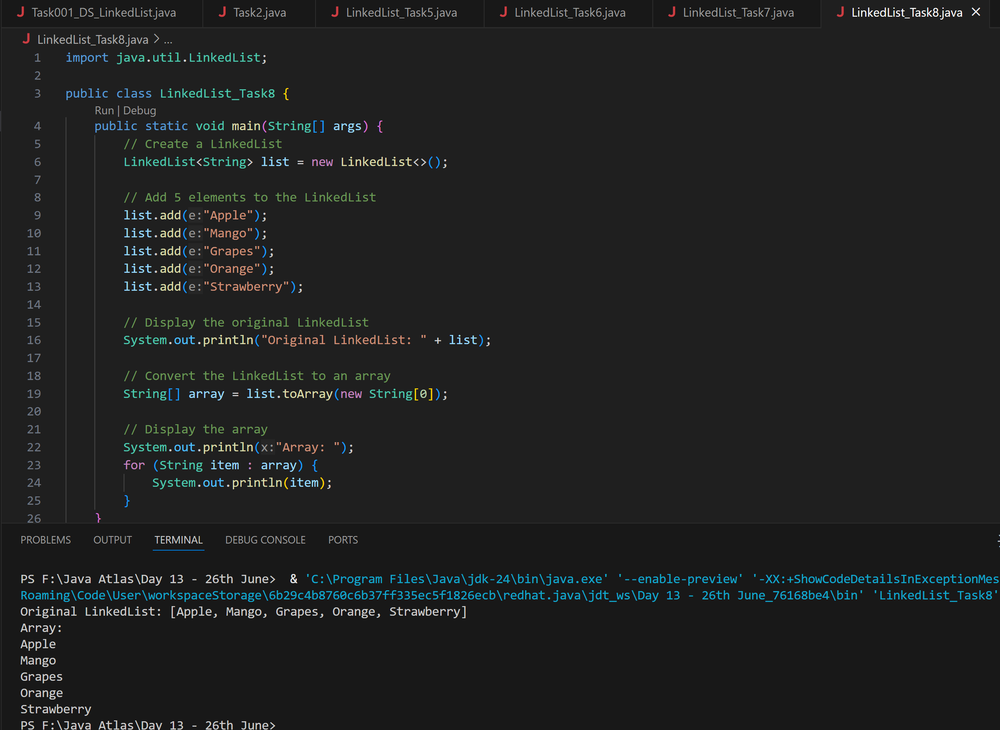 Task001_DS_LinkedList.java Task2.java LinkedList_Task5.java LinkedList_Task6.java LinkedList_Task7.java LinkedList_Task8.java
LinkedList_Task8.java > ...
1 import java.util.LinkedList;
2
3 public class LinkedList_Task8 {
Run | Debug
4 public static void main(String[] args) {
5 // Create a LinkedList
6 LinkedList<String> list = new LinkedList<>();
7
8 // Add 5 elements to the LinkedList
9 list.add(e:"Apple");
10 list.add(e:"Mango");
11 list.add(e:"Grapes");
12 list.add(e:"Orange");
13 list.add(e:"Strawberry");
14
15 // Display the original LinkedList
16 System.out.println("Original LinkedList: " + list);
17
18 // Convert the LinkedList to an array
19 String[] array = list.toArray(new String[0]);
20
21 // Display the array
22 System.out.println(x:"Array: ");
23 for (String item : array) {
24 System.out.println(item);
25 }
26 }
PROBLEMS OUTPUT TERMINAL DEBUG CONSOLE PORTS
PS F:\Java Atlas\Day 13 - 26th June> & 'C:\Program Files\Java\jdk-24\bin\java.exe' '--enable-preview' '-XX:+ShowCodeDetailsInExceptionMes
Roaming\Code\User\workspaceStorage\6b29c4b8760c6b37ff335ec5f1826ecb\redhat.java\jdt_ws\Day 13 - 26th June_76168be4\bin' 'LinkedList_Task8'
Original LinkedList: [Apple, Mango, Grapes, Orange, Strawberry]
Array:
Apple
Mango
Grapes
Orange
Strawberry
PS F:\Java Atlas\Day 13 - 26th June>